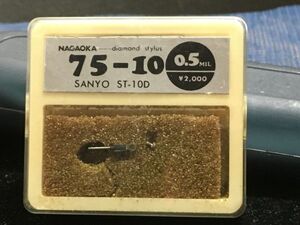 NAGAOKA diamond stylus
75-10 0.5 MIL
¥2,000
SANYO ST-10D